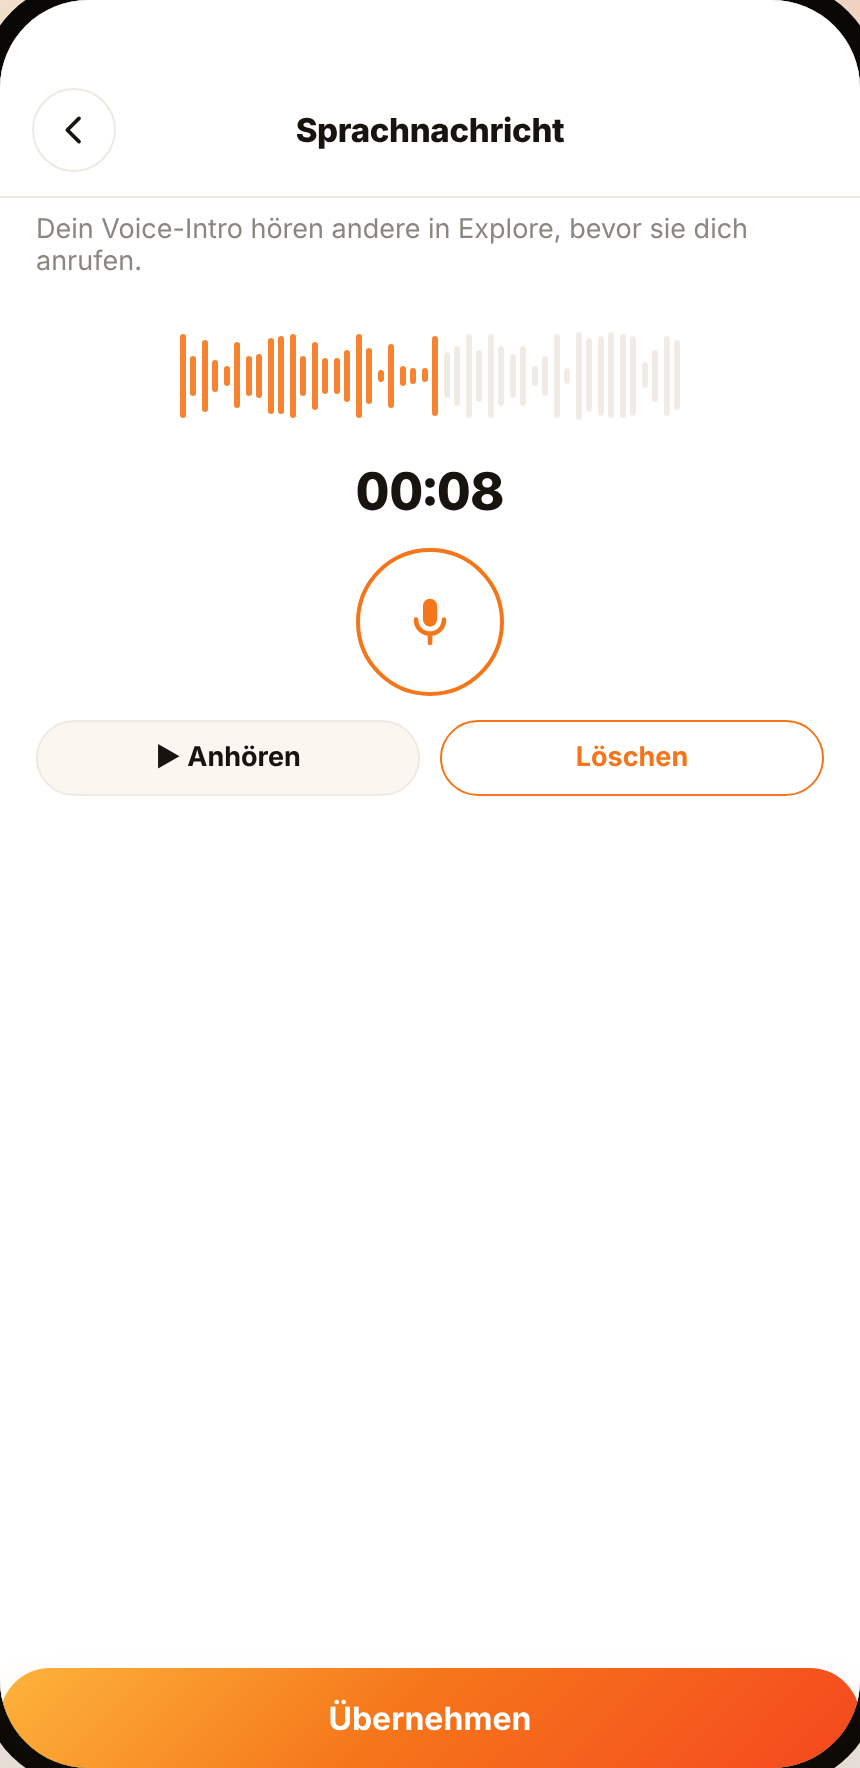 Sprachnachricht
Dein Voice-Intro hören andere in Explore, bevor sie dich
anrufen.
00:08
▶ Anhören
Löschen
Übernehmen